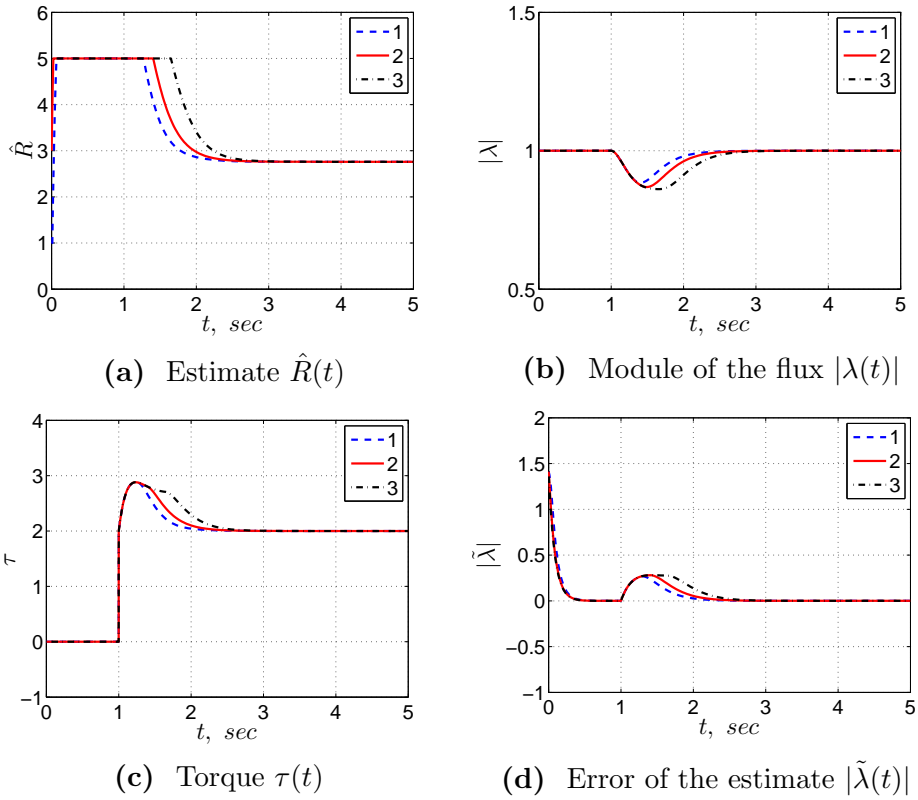 6
5
4
3
2
1
0
R̂
0 1 2 3 4 5
t, sec
1
2
3
(a) Estimate R̂(t)
1.5
1
0.5
|λ|
0 1 2 3 4 5
t, sec
1
2
3
(b) Module of the flux |λ(t)|
4
3
2
1
0
−1
τ
0 1 2 3 4 5
t, sec
1
2
3
(c) Torque τ(t)
2
1.5
1
0.5
0
−0.5
−1
|λ̃|
0 1 2 3 4 5
t, sec
1
2
3
(d) Error of the estimate |λ̃(t)|